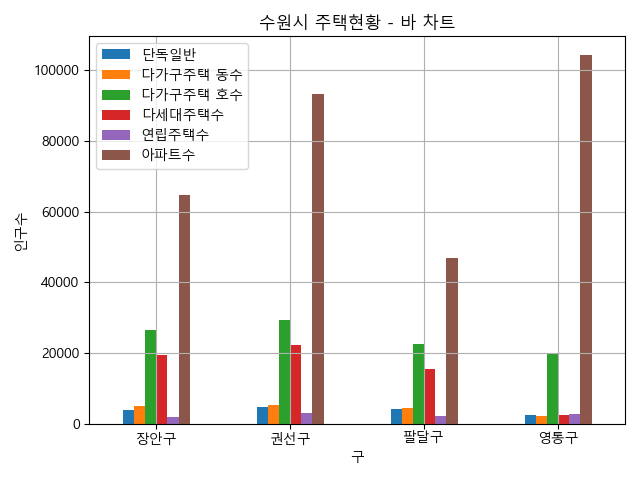 수원시 주택현황 - 바 차트
단독일반
다가구주택 동수
다가구주택 호수
다세대주택수
연립주택수
아파트수
100000
80000
60000
40000
20000
0
인구수
장안구 권선구 팔달구 영통구
구